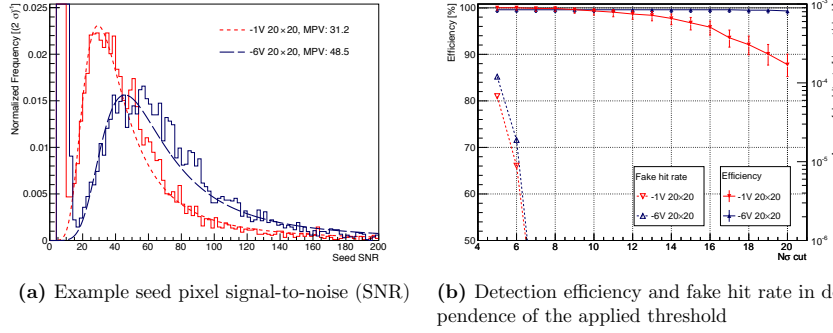 0.025
0.02
0.015
0.01
0.005
0
Normalized Frequency [(2 σ)⁻¹]
-1V 20×20, MPV: 31.2
-6V 20×20, MPV: 48.5
0 20 40 60 80 100 120 140 160 180 200
Seed SNR
(a) Example seed pixel signal-to-noise (SNR)
Efficiency [%]
100
90
80
70
60
50
10⁻³
10⁻⁴
10⁻⁵
10⁻⁶
Fake hit rate
-1V 20×20
-6V 20×20
Efficiency
-1V 20×20
-6V 20×20
4 6 8 10 12 14 16 18 20
Nσ cut
(b) Detection efficiency and fake hit rate in de-
pendence of the applied threshold